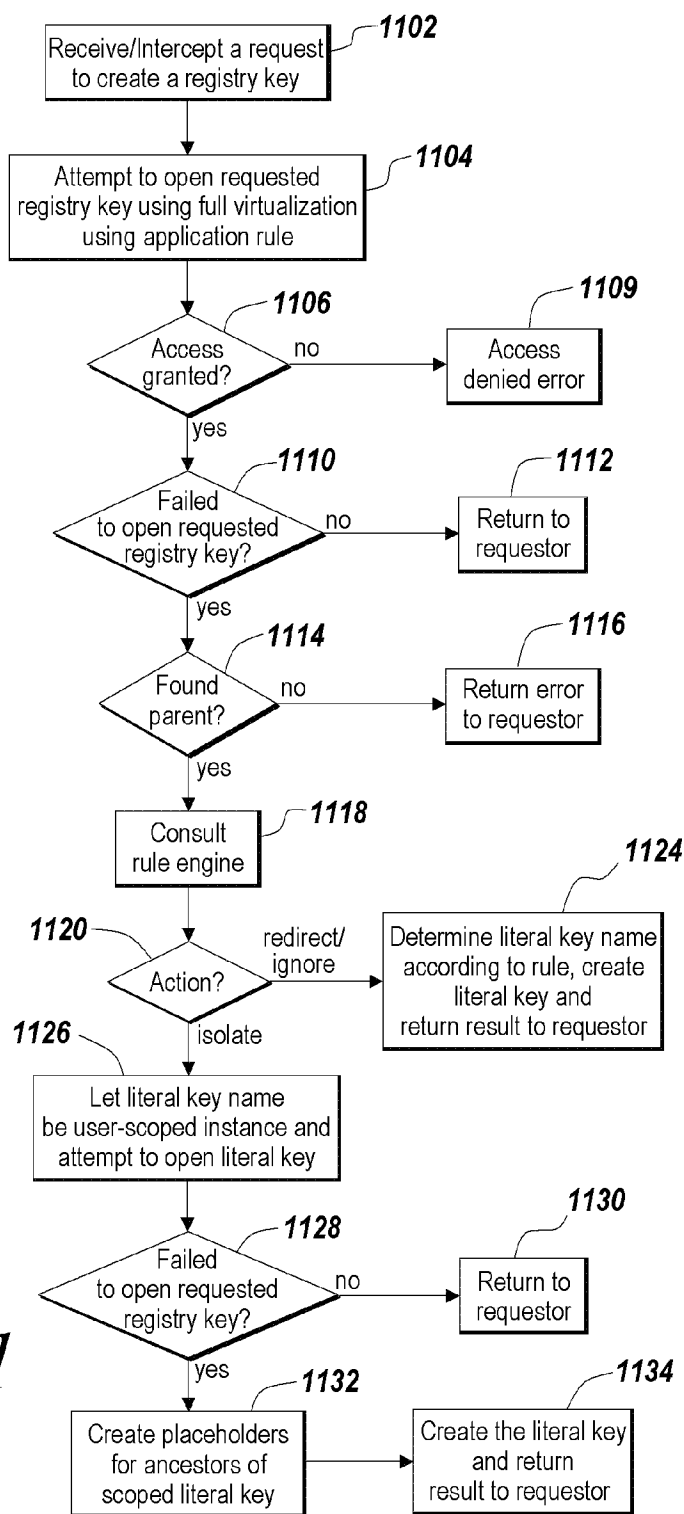 1102
Receive/Intercept a request
to create a registry key
1104
Attempt to open requested
registry key using full virtualization
using application rule
1106
Access
granted?
no
1109
Access
denied error
yes
1110
Failed
to open requested
registry key?
no
1112
Return to
requestor
yes
1114
Found
parent?
no
1116
Return error
to requestor
yes
1118
Consult
rule engine
1120
Action?
redirect/
ignore
1124
Determine literal key name
according to rule, create
literal key and
return result to requestor
isolate
1126
Let literal key name
be user-scoped instance and
attempt to open literal key
1128
Failed
to open requested
registry key?
no
1130
Return to
requestor
yes
1132
Create placeholders
for ancestors of
scoped literal key
1134
Create the literal key
and return
result to requestor